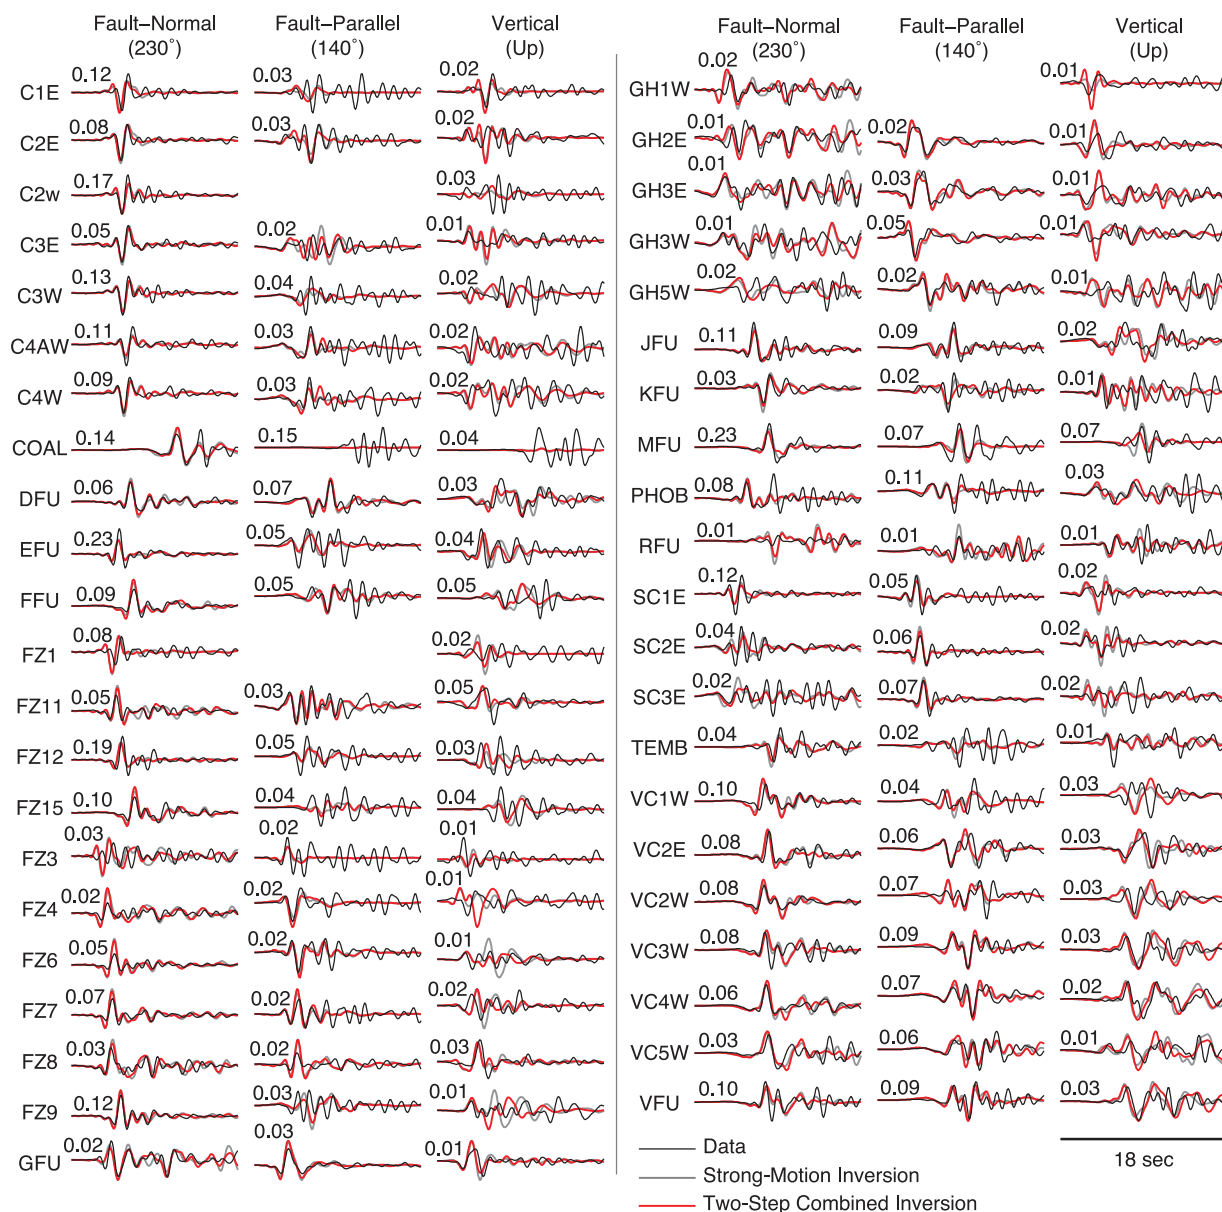 Fault–Normal Fault–Parallel Vertical
(230°) (140°) (Up)
C1E 0.12 0.03 0.02
C2E 0.08 0.03 0.02
C2w 0.17 0.03
C3E 0.05 0.02 0.01
C3W 0.13 0.04 0.02
C4AW 0.11 0.03 0.02
C4W 0.09 0.03 0.02
COAL 0.14 0.15 0.04
DFU 0.06 0.07 0.03
EFU 0.23 0.05 0.04
FFU 0.09 0.05 0.05
FZ1 0.08 0.02
FZ11 0.05 0.03 0.05
FZ12 0.19 0.05 0.03
FZ15 0.10 0.04 0.04
FZ3 0.03 0.02 0.01
FZ4 0.02 0.02 0.01
FZ6 0.05 0.02 0.01
FZ7 0.07 0.02 0.02
FZ8 0.03 0.02 0.03
FZ9 0.12 0.03 0.01
GFU 0.02 0.03 0.01
Fault–Normal Fault–Parallel Vertical
(230°) (140°) (Up)
GH1W 0.02 0.01
GH2E 0.01 0.02 0.01
GH3E 0.01 0.03 0.01
GH3W 0.01 0.05 0.01
GH5W 0.02 0.02 0.01
JFU 0.11 0.09 0.02
KFU 0.03 0.02 0.01
MFU 0.23 0.07 0.07
PHOB 0.08 0.11 0.03
RFU 0.01 0.01 0.01
SC1E 0.12 0.05 0.02
SC2E 0.04 0.06 0.02
SC3E 0.02 0.07 0.02
TEMB 0.04 0.02 0.01
VC1W 0.10 0.04 0.03
VC2E 0.08 0.06 0.03
VC2W 0.08 0.07 0.03
VC3W 0.08 0.09 0.03
VC4W 0.06 0.07 0.02
VC5W 0.03 0.06 0.01
VFU 0.10 0.09 0.03
Data
Strong-Motion Inversion
Two-Step Combined Inversion
18 sec